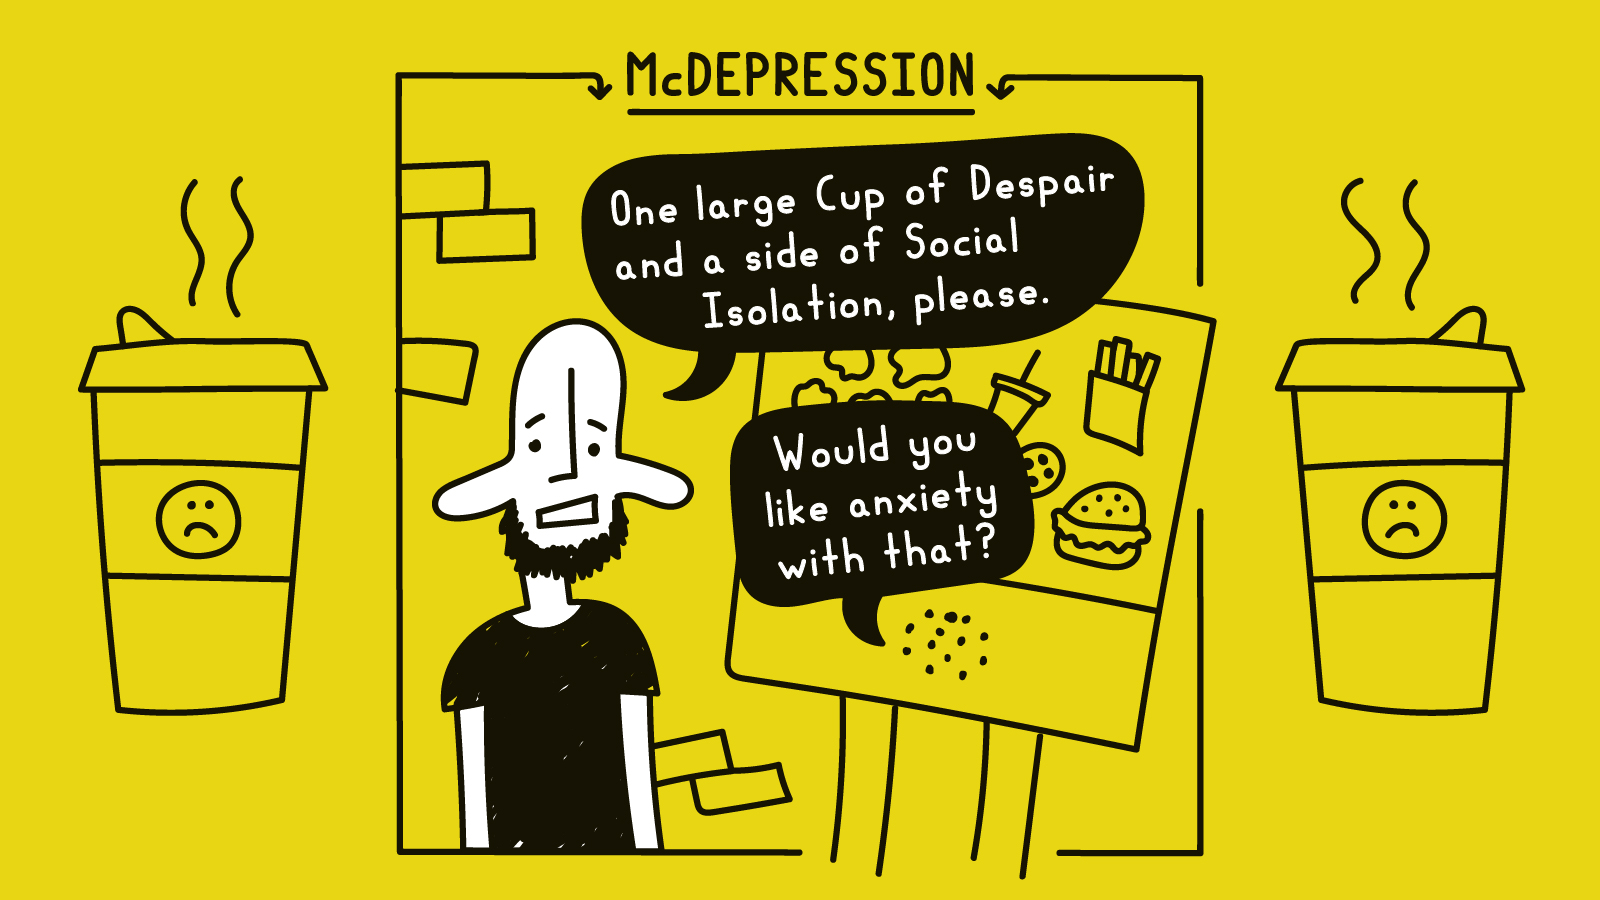 McDEPRESSION
One large Cup of Despair
and a side of Social
Isolation, please.
Would you
like anxiety
with that?